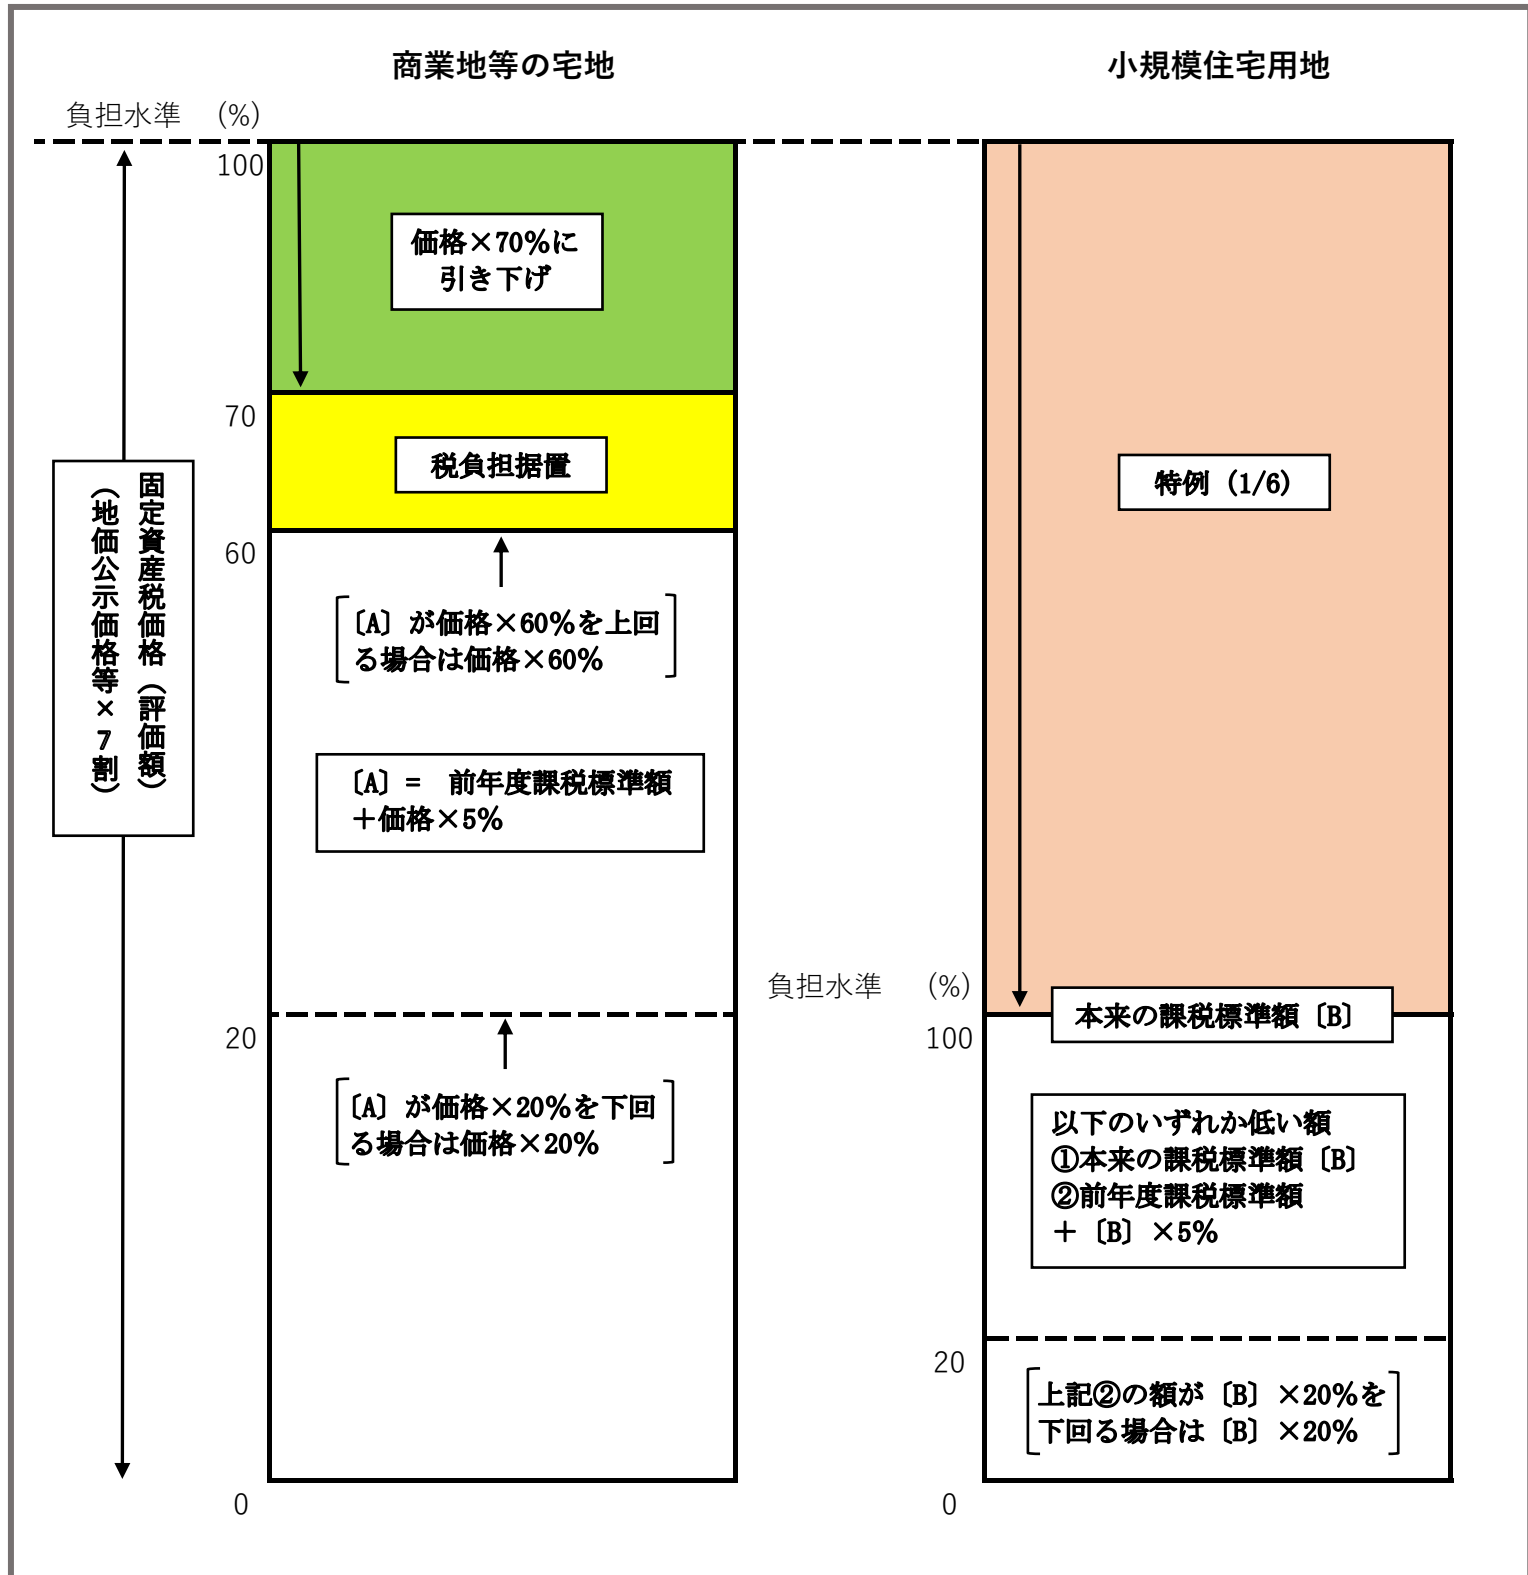 商業地等の宅地
負担水準 (%)
100
価格×70%に
引き下げ
70
税負担据置
60
〔A〕が価格×60%を上回
る場合は価格×60%
〔A〕= 前年度課税標準額
+価格×5%
20
〔A〕が価格×20%を下回
る場合は価格×20%
0
固定資産税価格(評価額)
(地価公示価格等×7割)
小規模住宅用地
特例(1/6)
負担水準 (%)
100
本来の課税標準額〔B〕
以下のいずれか低い額
①本来の課税標準額〔B〕
②前年度課税標準額
+〔B〕×5%
20
上記②の額が〔B〕×20%を
下回る場合は〔B〕×20%
0